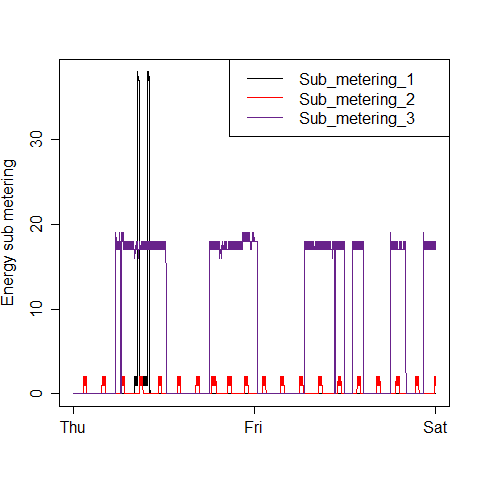 Sub_metering_1
Sub_metering_2
Sub_metering_3
Energy sub metering
30
20
10
0
Thu Fri Sat